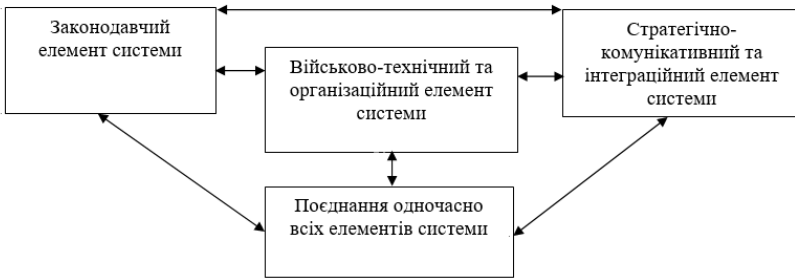 Законодавчий
елемент системи
Військово-технічний та
організаційний елемент
системи
Стратегічно-
комунікативний та
інтеграційний елемент
системи
Поєднання одночасно
всіх елементів системи